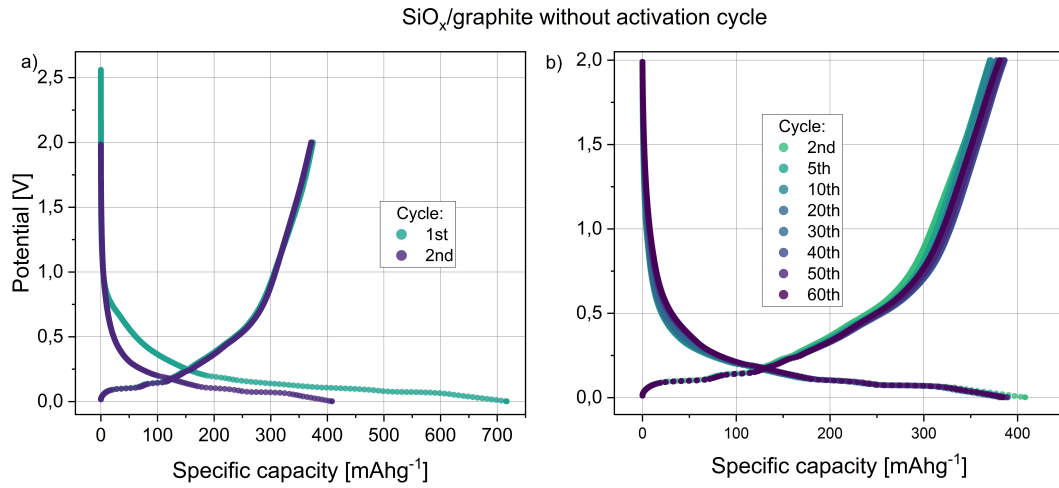 SiOx/graphite without activation cycle
a)
2,5
2,0
1,5
1,0
0,5
0,0
Potential [V]
0 100 200 300 400 500 600 700
Specific capacity [mAhg-1]
Cycle:
1st
2nd
b)
2,0
1,5
1,0
0,5
0,0
0 100 200 300 400
Specific capacity [mAhg-1]
Cycle:
2nd
5th
10th
20th
30th
40th
50th
60th